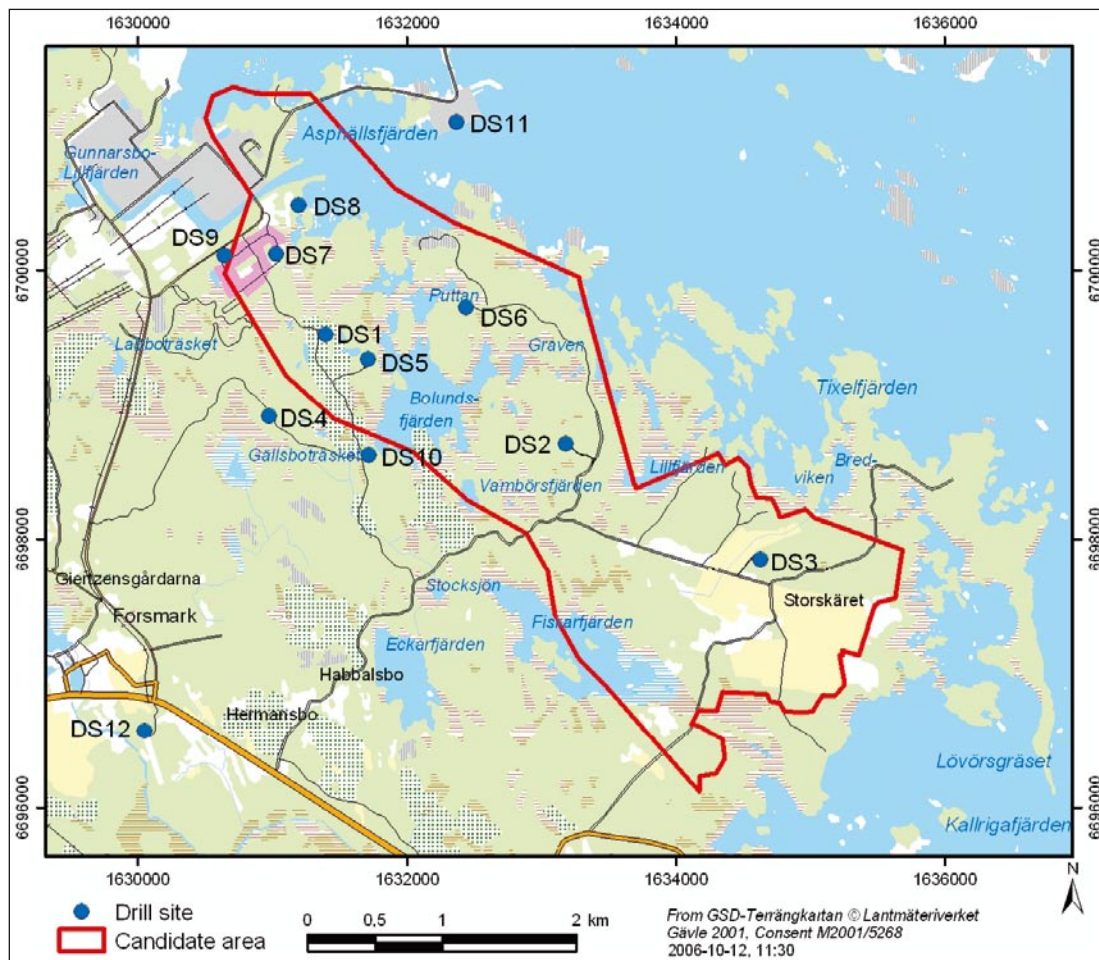 1630000
1632000
1634000
1636000
6700000
6700000
6698000
6698000
6696000
6696000
Asphällsfjärden
DS11
Gunnarsbo-
Lillfjärden
DS8
DS9
DS7
Puttan
DS6
Labboträsket
DS1
Graven
DS5
Bolunds-
fjärden
Tixelfjärden
DS4
DS2
Gällsboträsket
DS10
Lillfjärden
Bred-
viken
Vambörsfjärden
DS3
Storskäret
Gjertzensgårdarna
Forsmark
Stocksjön
Fiskarfjärden
Eckarfjärden
Habbalsbo
Hermansbo
DS12
Lövörsgräset
Kallrigafjärden
1630000
1632000
1634000
1636000
N
Drill site
Candidate area
0 0,5 1 2 km
From GSD-Terrängkartan © Lantmäteriverket
Gävle 2001, Consent M2001/5268
2006-10-12, 11:30